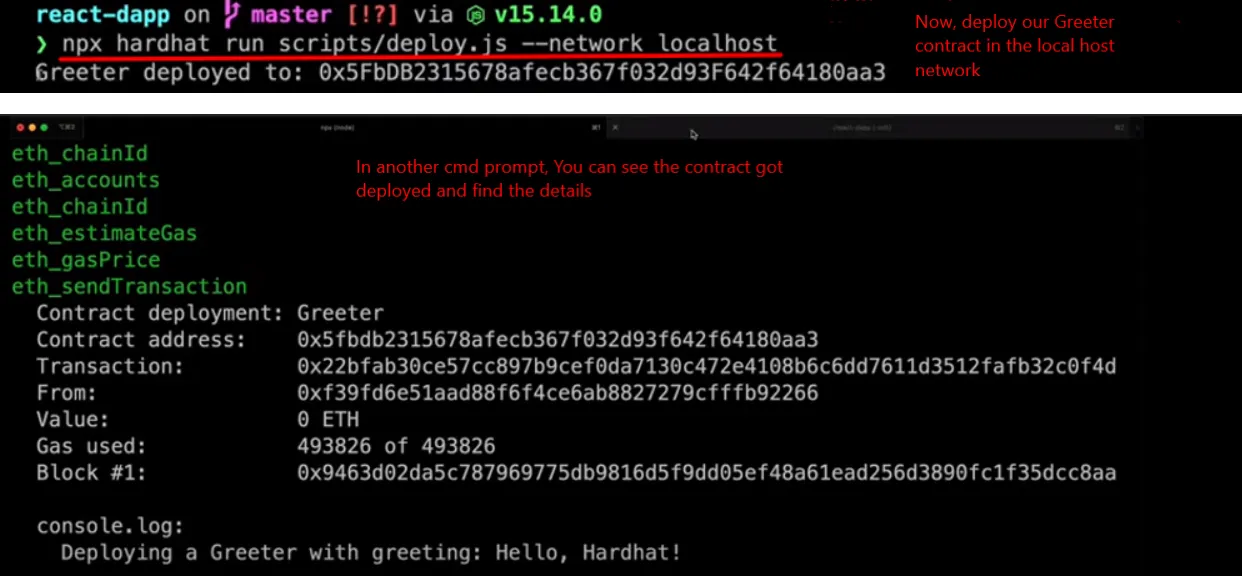 react-dapp on master [!?] via v15.14.0
❯ npx hardhat run scripts/deploy.js --network localhost
Greeter deployed to: 0x5FbDB2315678afecb367f032d93F642f64180aa3
Now, deploy our Greeter
contract in the local host
network
npx (node)
eth_chainId
eth_accounts
eth_chainId
eth_estimateGas
eth_gasPrice
eth_sendTransaction
In another cmd prompt, You can see the contract got
deployed and find the details
Contract deployment: Greeter
Contract address: 0x5fbdb2315678afecb367f032d93f642f64180aa3
Transaction: 0x22bfab30ce57cc897b9cef0da7130c472e4108b6c6dd7611d3512fafb32c0f4d
From: 0xf39fd6e51aad88f6f4ce6ab8827279cfffb92266
Value: 0 ETH
Gas used: 493826 of 493826
Block #1: 0x9463d02da5c787969775db9816d5f9dd05ef48a61ead256d3890fc1f35dcc8aa
console.log:
Deploying a Greeter with greeting: Hello, Hardhat!